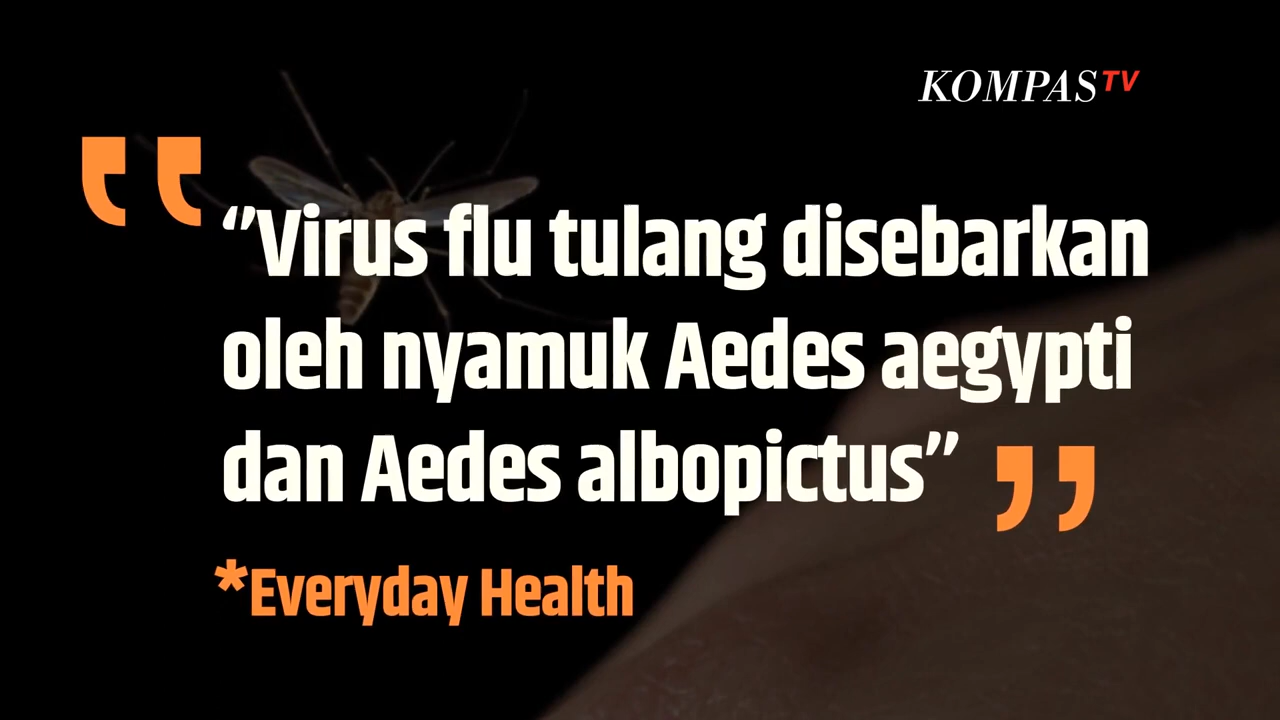 KOMPASTV
“
“Virus flu tulang disebarkan
oleh nyamuk Aedes aegypti
dan Aedes albopictus”
”
*Everyday Health